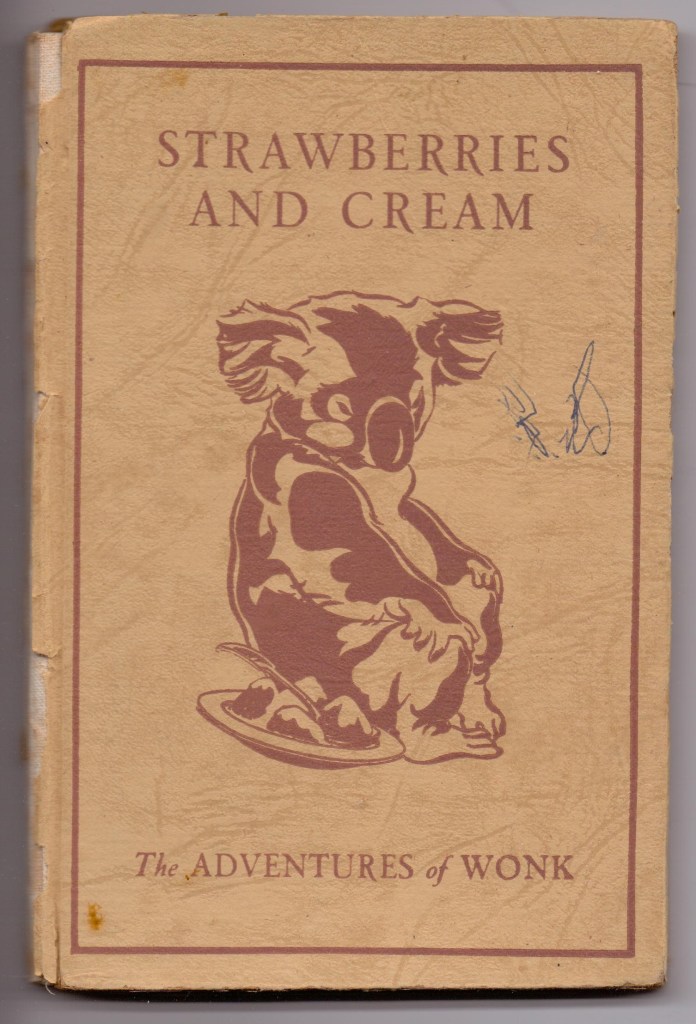 STRAWBERRIES
AND CREAM
The ADVENTURES of WONK